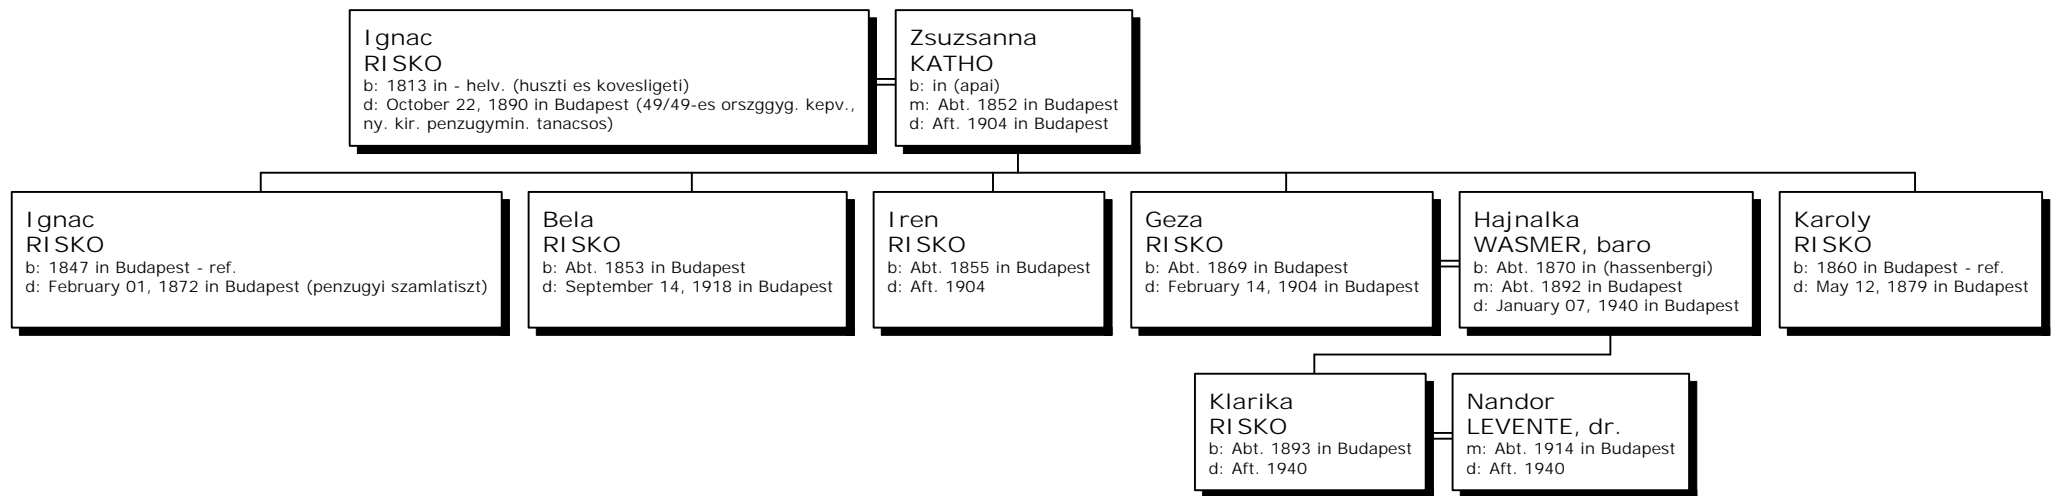 Ignac
RISKO
b: 1813 in - helv. (huszti es kovesligeti)
d: October 22, 1890 in Budapest (49/49-es orszggyg. kepv.,
ny. kir. penzugymin. tanacsos)
Zsuzsanna
KATHO
b: in (apai)
m: Abt. 1852 in Budapest
d: Aft. 1904 in Budapest
Ignac
RISKO
b: 1847 in Budapest - ref.
d: February 01, 1872 in Budapest (penzugyi szamlatiszt)
Bela
RISKO
b: Abt. 1853 in Budapest
d: September 14, 1918 in Budapest
Iren
RISKO
b: Abt. 1855 in Budapest
d: Aft. 1904
Geza
RISKO
b: Abt. 1869 in Budapest
d: February 14, 1904 in Budapest
Hajnalka
WASMER, baro
b: Abt. 1870 in (hassenbergi)
m: Abt. 1892 in Budapest
d: January 07, 1940 in Budapest
Karoly
RISKO
b: 1860 in Budapest - ref.
d: May 12, 1879 in Budapest
Klarika
RISKO
b: Abt. 1893 in Budapest
d: Aft. 1940
Nandor
LEVENTE, dr.
m: Abt. 1914 in Budapest
d: Aft. 1940